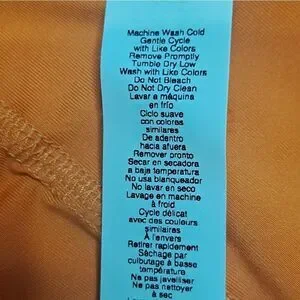 Machine Wash Cold
Gentle Cycle
with Like Colors
Remove Promptly
Tumble Dry Low
Wash with Like Colors
Do Not Bleach
Do Not Dry Clean
Lavar a máquina
en frío
Ciclo suave
con colores
similares
De adentro
hacia afuera
Remover pronto
Secar en secadora
a baja temperatura
No usa blanqueador
No lavar en seco
Lavage en machine
à froid
Cycle délicat
avec des couleurs
similaires
À l'envers
Retirer rapidement
Séchage par
culbutage à basse
température
Ne pas javelliser
Ne pas nettoyer
à sec